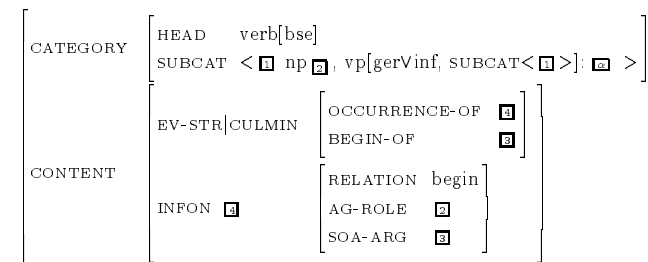 HEAD verb[bse]
CATEGORY
SUBCAT < 1 np 2 , vp[ger∨inf, SUBCAT< 1 >]: α >
OCCURRENCE-OF 4
EV-STR|CULMIN
BEGIN-OF 3
CONTENT
RELATION begin
INFON 4 AG-ROLE 2
SOA-ARG 3